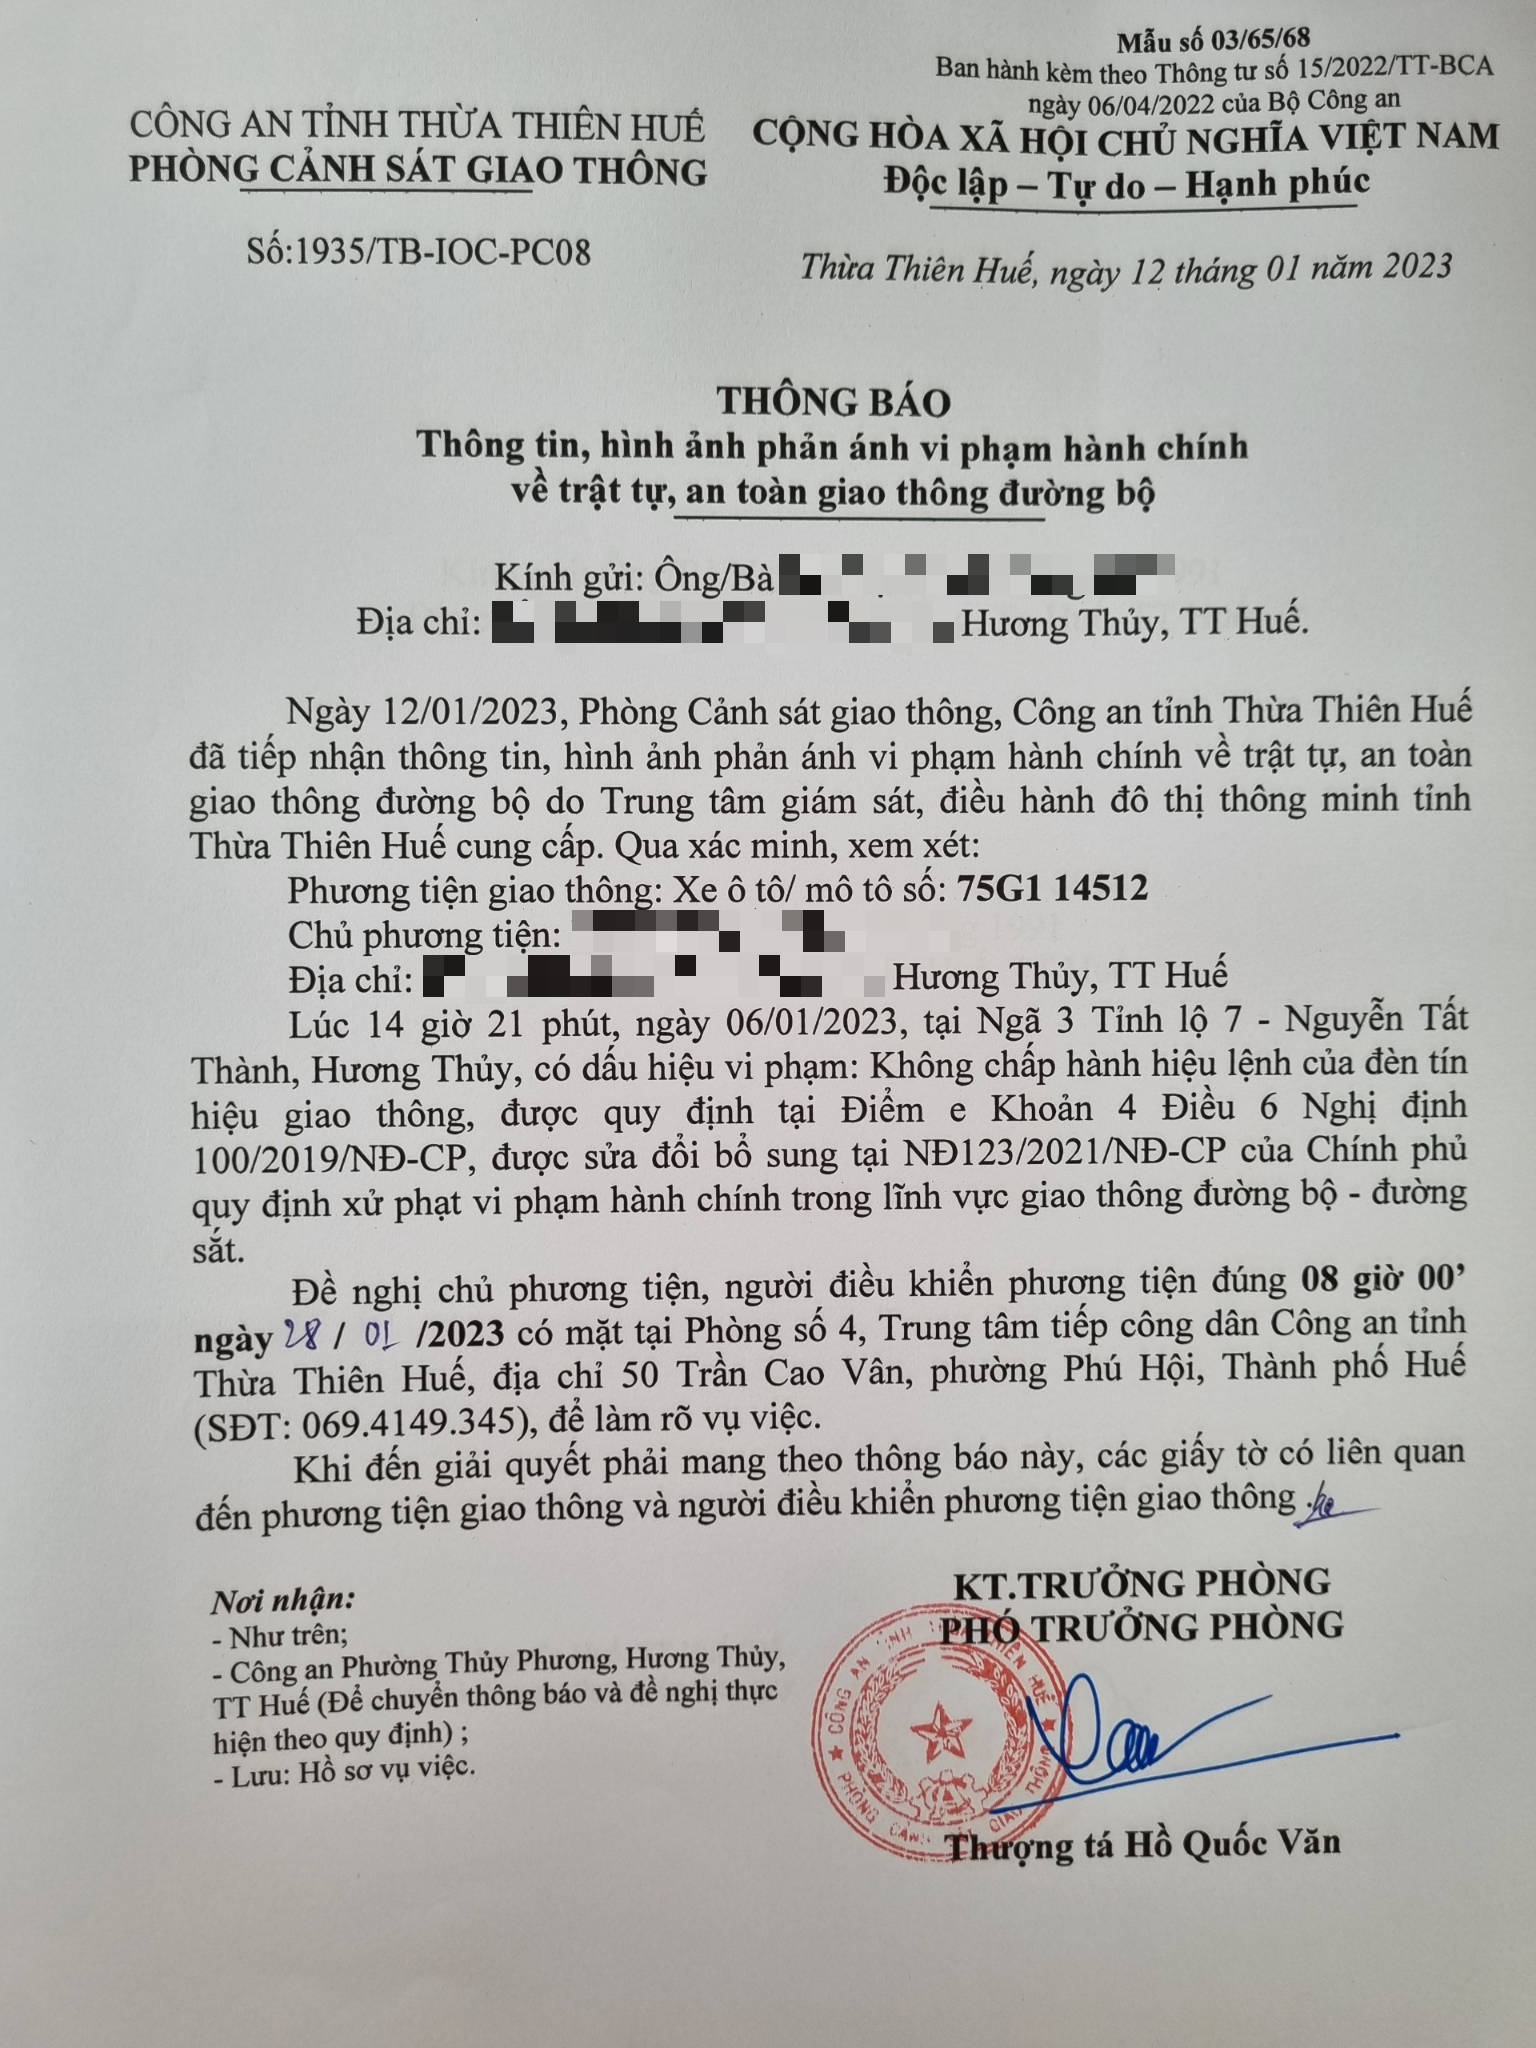 Mẫu số 03/65/68
Ban hành kèm theo Thông tư số 15/2022/TT-BCA
ngày 06/04/2022 của Bộ Công an
CÔNG AN TỈNH THỪA THIÊN HUẾ
PHÒNG CẢNH SÁT GIAO THÔNG
CỘNG HÒA XÃ HỘI CHỦ NGHĨA VIỆT NAM
Độc lập – Tự do – Hạnh phúc
Số:1935/TB-IOC-PC08
Thừa Thiên Huế, ngày 12 tháng 01 năm 2023
THÔNG BÁO
Thông tin, hình ảnh phản ánh vi phạm hành chính
về trật tự, an toàn giao thông đường bộ
Kính gửi: Ông/Bà
Địa chỉ: Hương Thủy, TT Huế.
Ngày 12/01/2023, Phòng Cảnh sát giao thông, Công an tỉnh Thừa Thiên Huế
đã tiếp nhận thông tin, hình ảnh phản ánh vi phạm hành chính về trật tự, an toàn
giao thông đường bộ do Trung tâm giám sát, điều hành đô thị thông minh tỉnh
Thừa Thiên Huế cung cấp. Qua xác minh, xem xét:
Phương tiện giao thông: Xe ô tô/ mô tô số: 75G1 14512
Chủ phương tiện:
Địa chỉ: Hương Thủy, TT Huế
Lúc 14 giờ 21 phút, ngày 06/01/2023, tại Ngã 3 Tỉnh lộ 7 - Nguyễn Tất
Thành, Hương Thủy, có dấu hiệu vi phạm: Không chấp hành hiệu lệnh của đèn tín
hiệu giao thông, được quy định tại Điểm e Khoản 4 Điều 6 Nghị định
100/2019/NĐ-CP, được sửa đổi bổ sung tại NĐ123/2021/NĐ-CP của Chính phủ
quy định xử phạt vi phạm hành chính trong lĩnh vực giao thông đường bộ - đường
sắt.
Đề nghị chủ phương tiện, người điều khiển phương tiện đúng 08 giờ 00’
ngày 28 / 01 /2023 có mặt tại Phòng số 4, Trung tâm tiếp công dân Công an tỉnh
Thừa Thiên Huế, địa chỉ 50 Trần Cao Vân, phường Phú Hội, Thành phố Huế
(SĐT: 069.4149.345), để làm rõ vụ việc.
Khi đến giải quyết phải mang theo thông báo này, các giấy tờ có liên quan
đến phương tiện giao thông và người điều khiển phương tiện giao thông .
Nơi nhận:
- Như trên;
- Công an Phường Thủy Phương, Hương Thủy,
TT Huế (Để chuyển thông báo và đề nghị thực
hiện theo quy định) ;
- Lưu: Hồ sơ vụ việc.
KT.TRƯỞNG PHÒNG
PHÓ TRƯỞNG PHÒNG
CÔNG AN TỈNH THỪA THIÊN HUẾ
PHÒNG CẢNH SÁT GIAO THÔNG
Thượng tá Hồ Quốc Văn